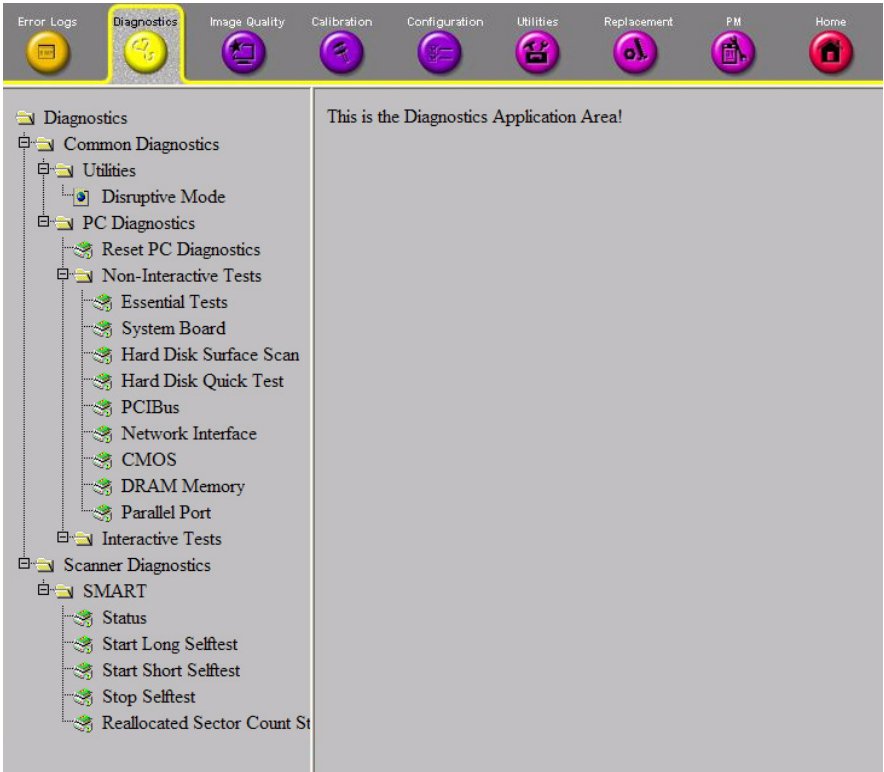 Error Logs
Diagnostics
Image Quality
Calibration
Configuration
Utilities
Replacement
PM
Home
Diagnostics
Common Diagnostics
Utilities
Disruptive Mode
PC Diagnostics
Reset PC Diagnostics
Non-Interactive Tests
Essential Tests
System Board
Hard Disk Surface Scan
Hard Disk Quick Test
PCIBus
Network Interface
CMOS
DRAM Memory
Parallel Port
Interactive Tests
Scanner Diagnostics
SMART
Status
Start Long Selftest
Start Short Selftest
Stop Selftest
Reallocated Sector Count St
This is the Diagnostics Application Area!